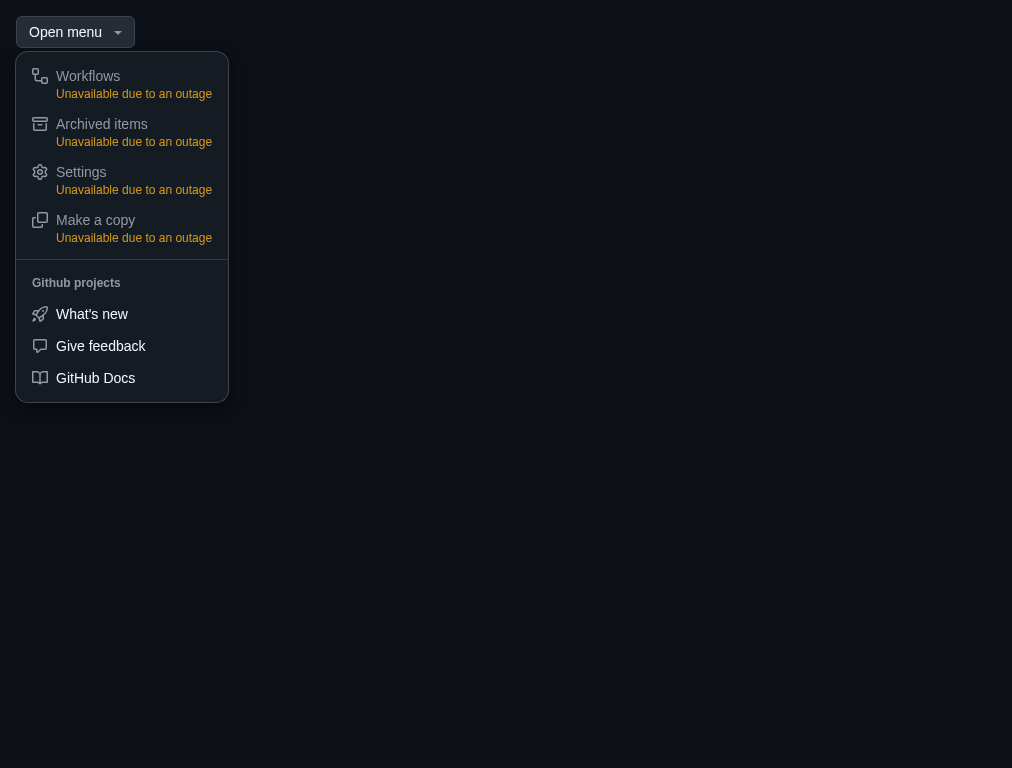 Open menu
Workflows
Unavailable due to an outage
Archived items
Unavailable due to an outage
Settings
Unavailable due to an outage
Make a copy
Unavailable due to an outage
Github projects
What's new
Give feedback
GitHub Docs